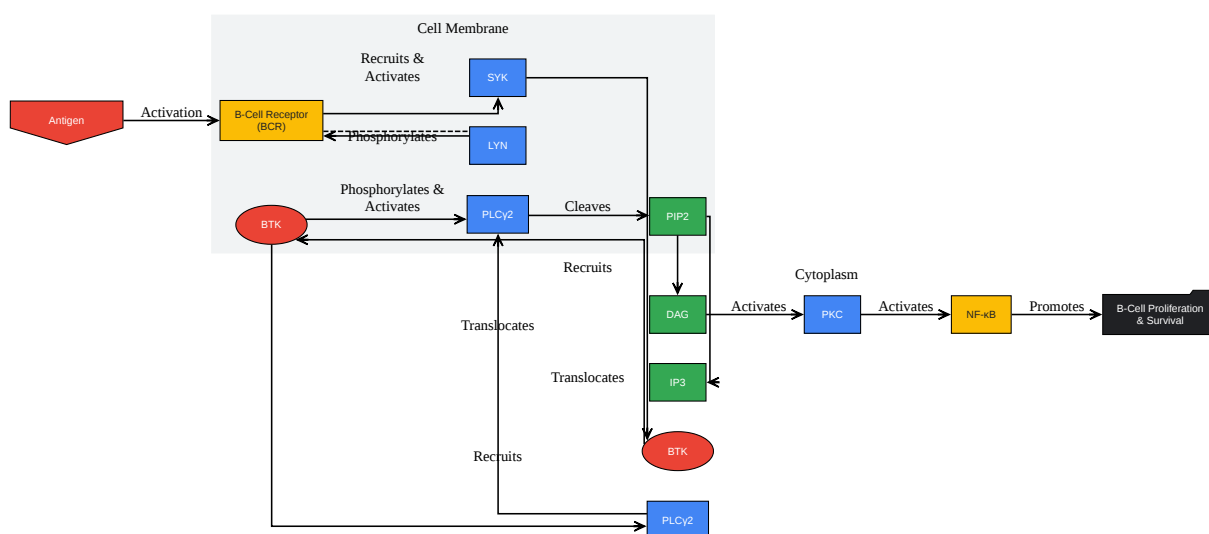 Cell Membrane
Recruits &
Activates
SYK
Antigen
Activation
B-Cell Receptor
(BCR)
Phosphorylates
LYN
Phosphorylates &
Activates
BTK
PLCγ2
Cleaves
PIP2
Recruits
Cytoplasm
Translocates
DAG
Activates
PKC
Activates
NF-κB
Promotes
B-Cell Proliferation
& Survival
Translocates
IP3
Recruits
BTK
PLCγ2